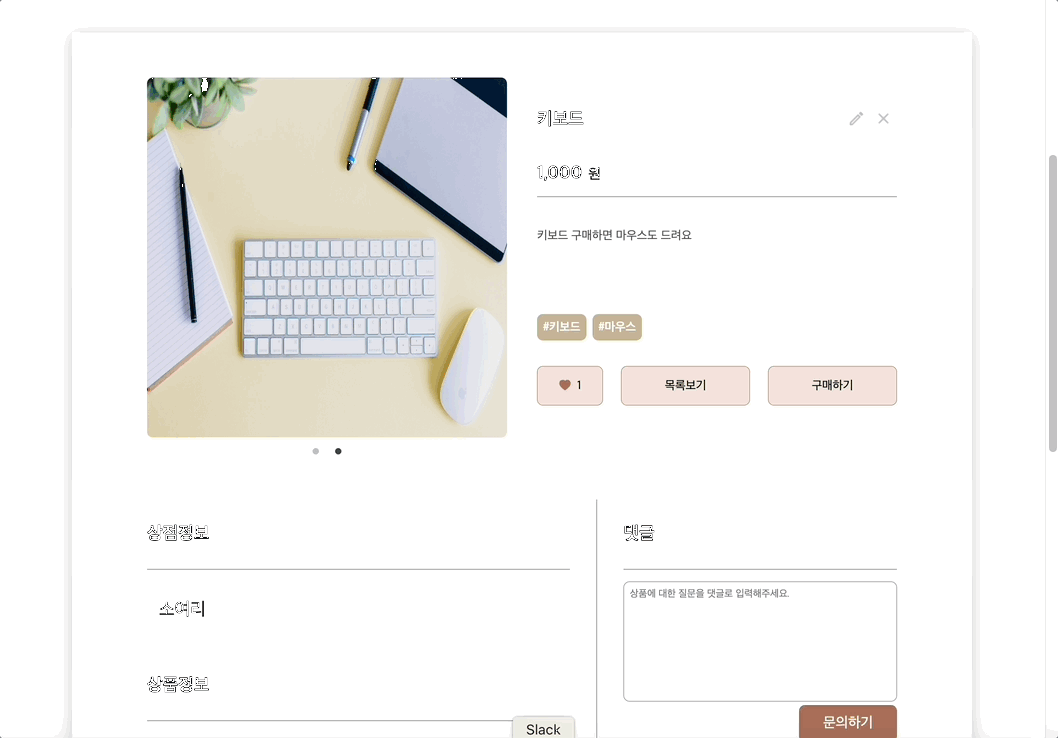 키보드
1,000 원
키보드 구매하면 마우스도 드려요
#키보드 #마우스
1 목록보기 구매하기
상점정보
소여리
상품정보
댓글
상품에 대한 질문을 댓글로 입력해주세요.
문의하기
Slack